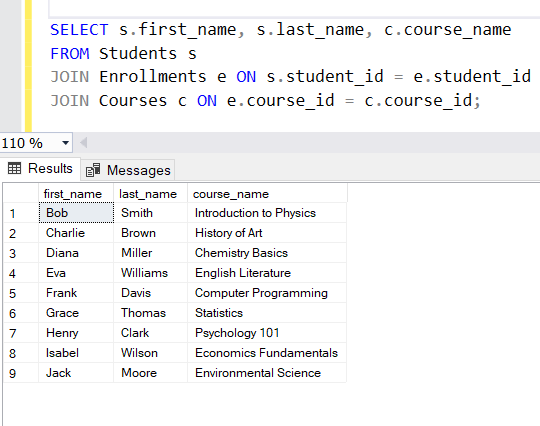 SELECT s.first_name, s.last_name, c.course_name
FROM Students s
JOIN Enrollments e ON s.student_id = e.student_id
JOIN Courses c ON e.course_id = c.course_id;
110 %
Results Messages
first_name last_name course_name
1 Bob Smith Introduction to Physics
2 Charlie Brown History of Art
3 Diana Miller Chemistry Basics
4 Eva Williams English Literature
5 Frank Davis Computer Programming
6 Grace Thomas Statistics
7 Henry Clark Psychology 101
8 Isabel Wilson Economics Fundamentals
9 Jack Moore Environmental Science